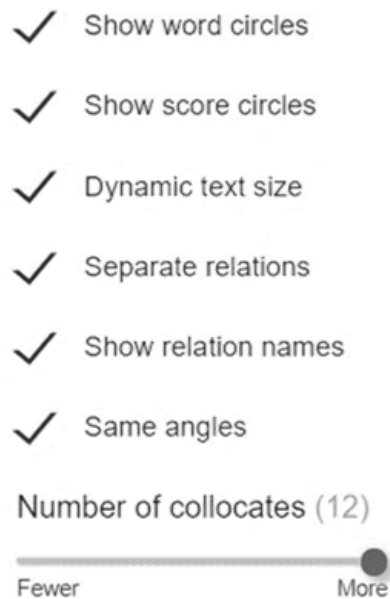 Show word circles
Show score circles
Dynamic text size
Separate relations
Show relation names
Same angles
Number of collocates (12)
Fewer More